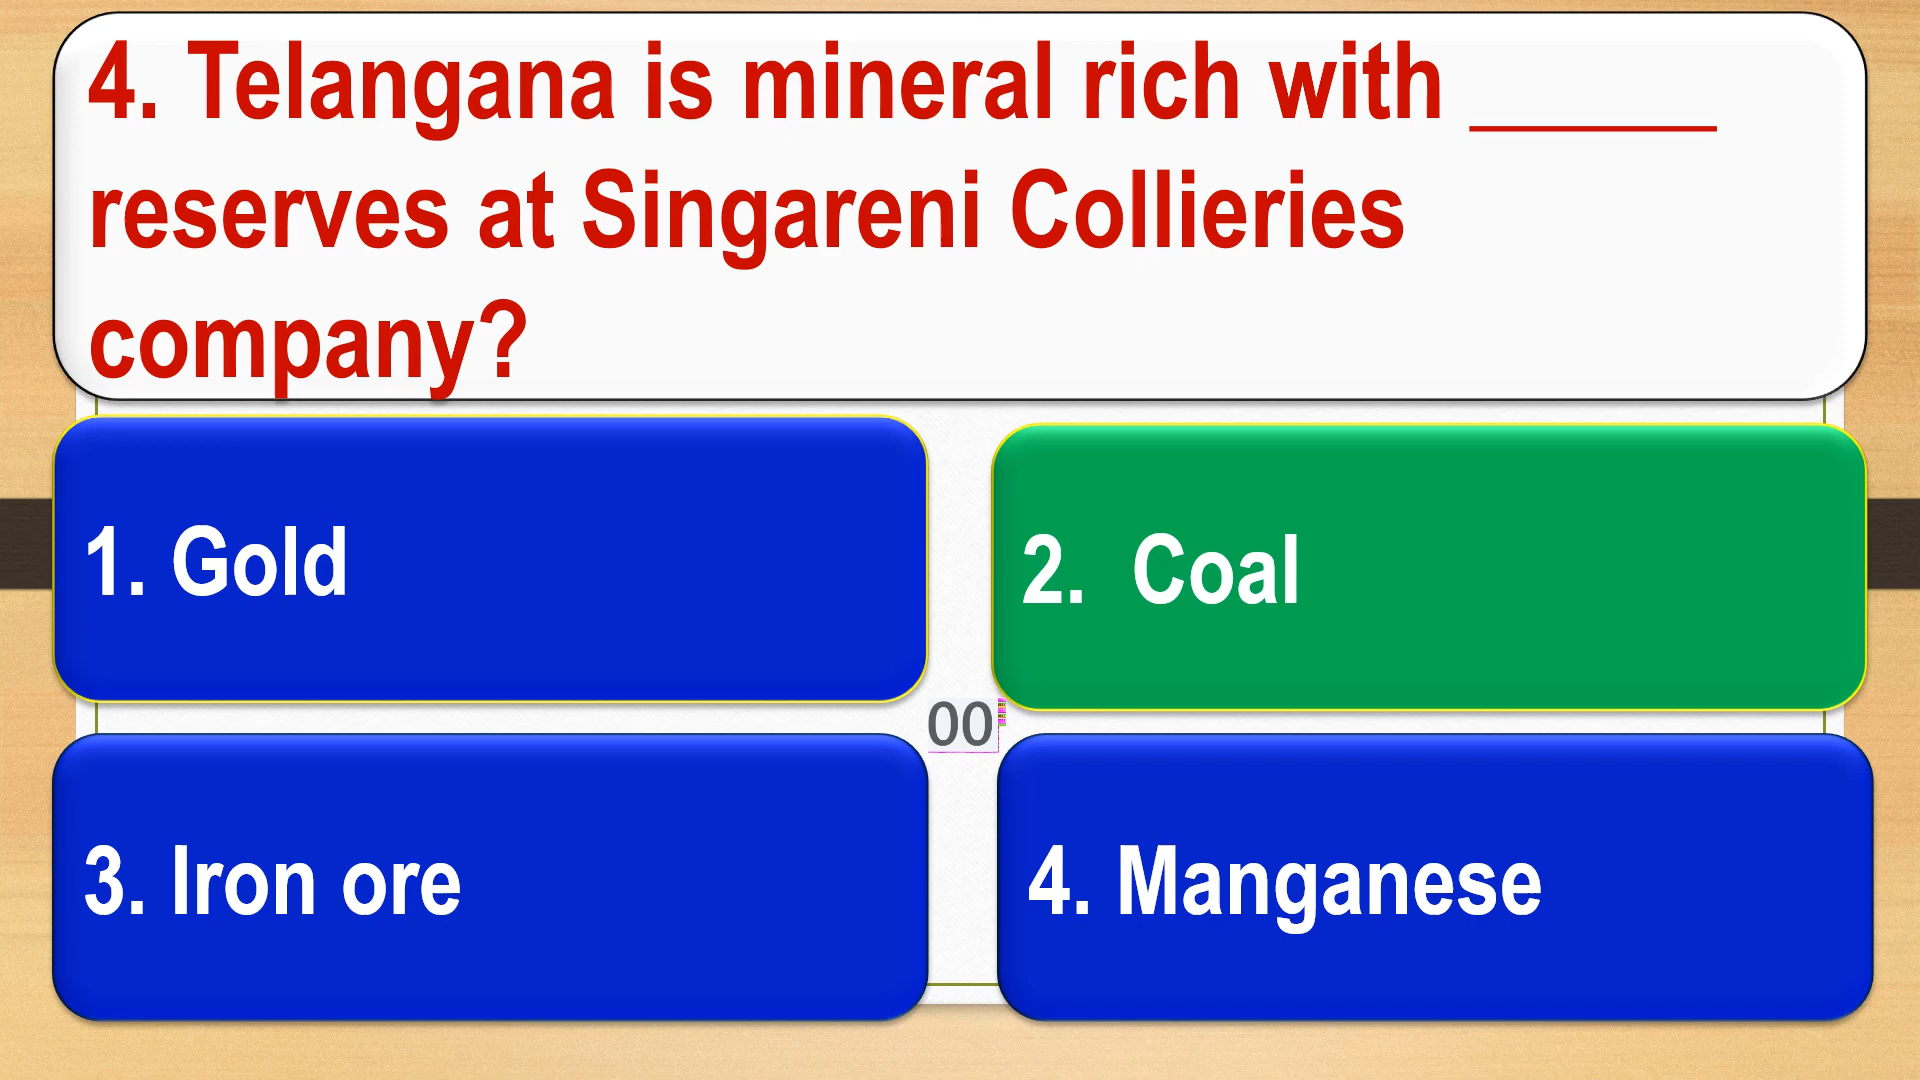 4. Telangana is mineral rich with ______
reserves at Singareni Collieries
company?
1. Gold
2. Coal
00
3. Iron ore
4. Manganese